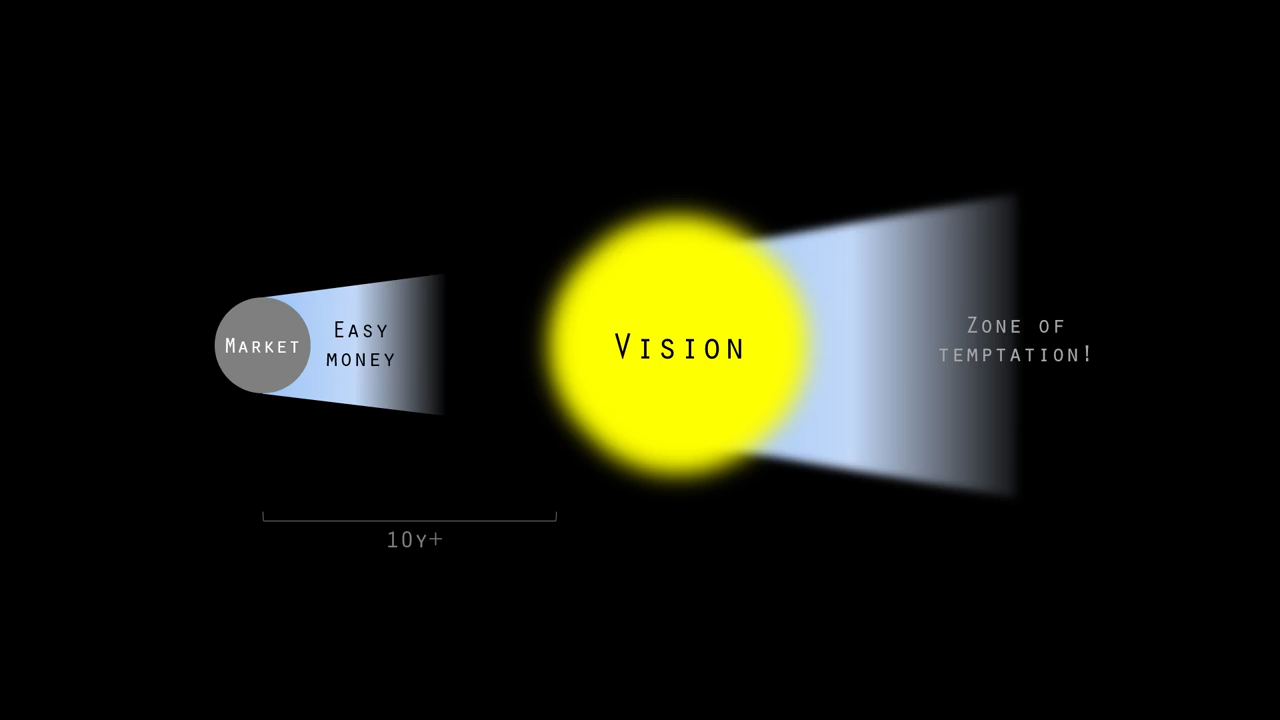 Market
Easy
money
Vision
Zone of
temptation!
10y+